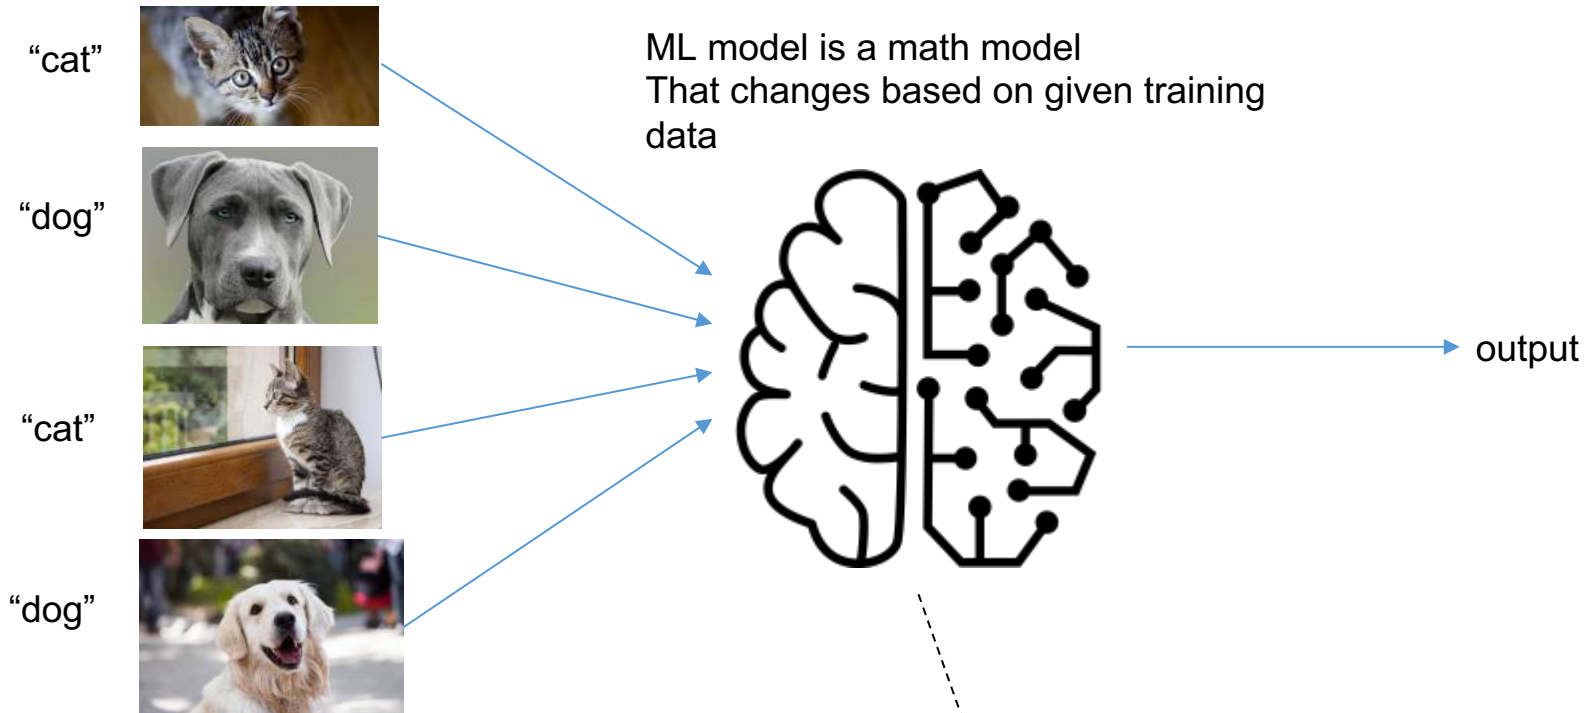 “cat”
ML model is a math model
That changes based on given training
data
“dog”
output
“cat”
“dog”